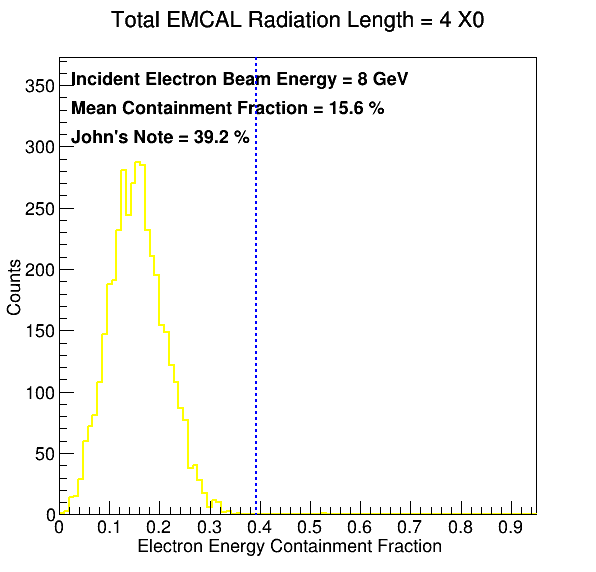 Total EMCAL Radiation Length = 4 X0
Incident Electron Beam Energy = 8 GeV
Mean Containment Fraction = 15.6 %
John's Note = 39.2 %
350
300
250
200
150
100
50
0
Counts
0 0.1 0.2 0.3 0.4 0.5 0.6 0.7 0.8 0.9
Electron Energy Containment Fraction